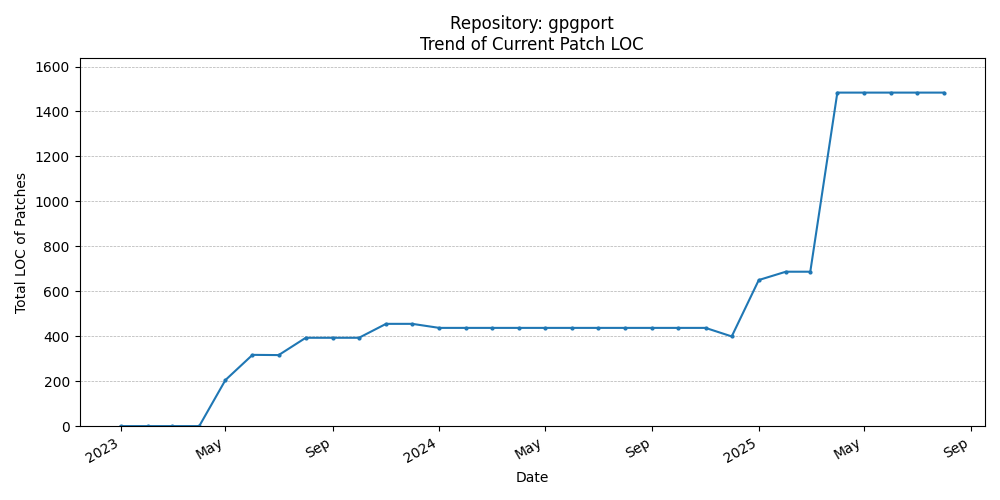 Repository: gpgport
Trend of Current Patch LOC
Total LOC of Patches
1600
1400
1200
1000
800
600
400
200
0
2023
May
Sep
2024
May
Sep
2025
May
Sep
Date